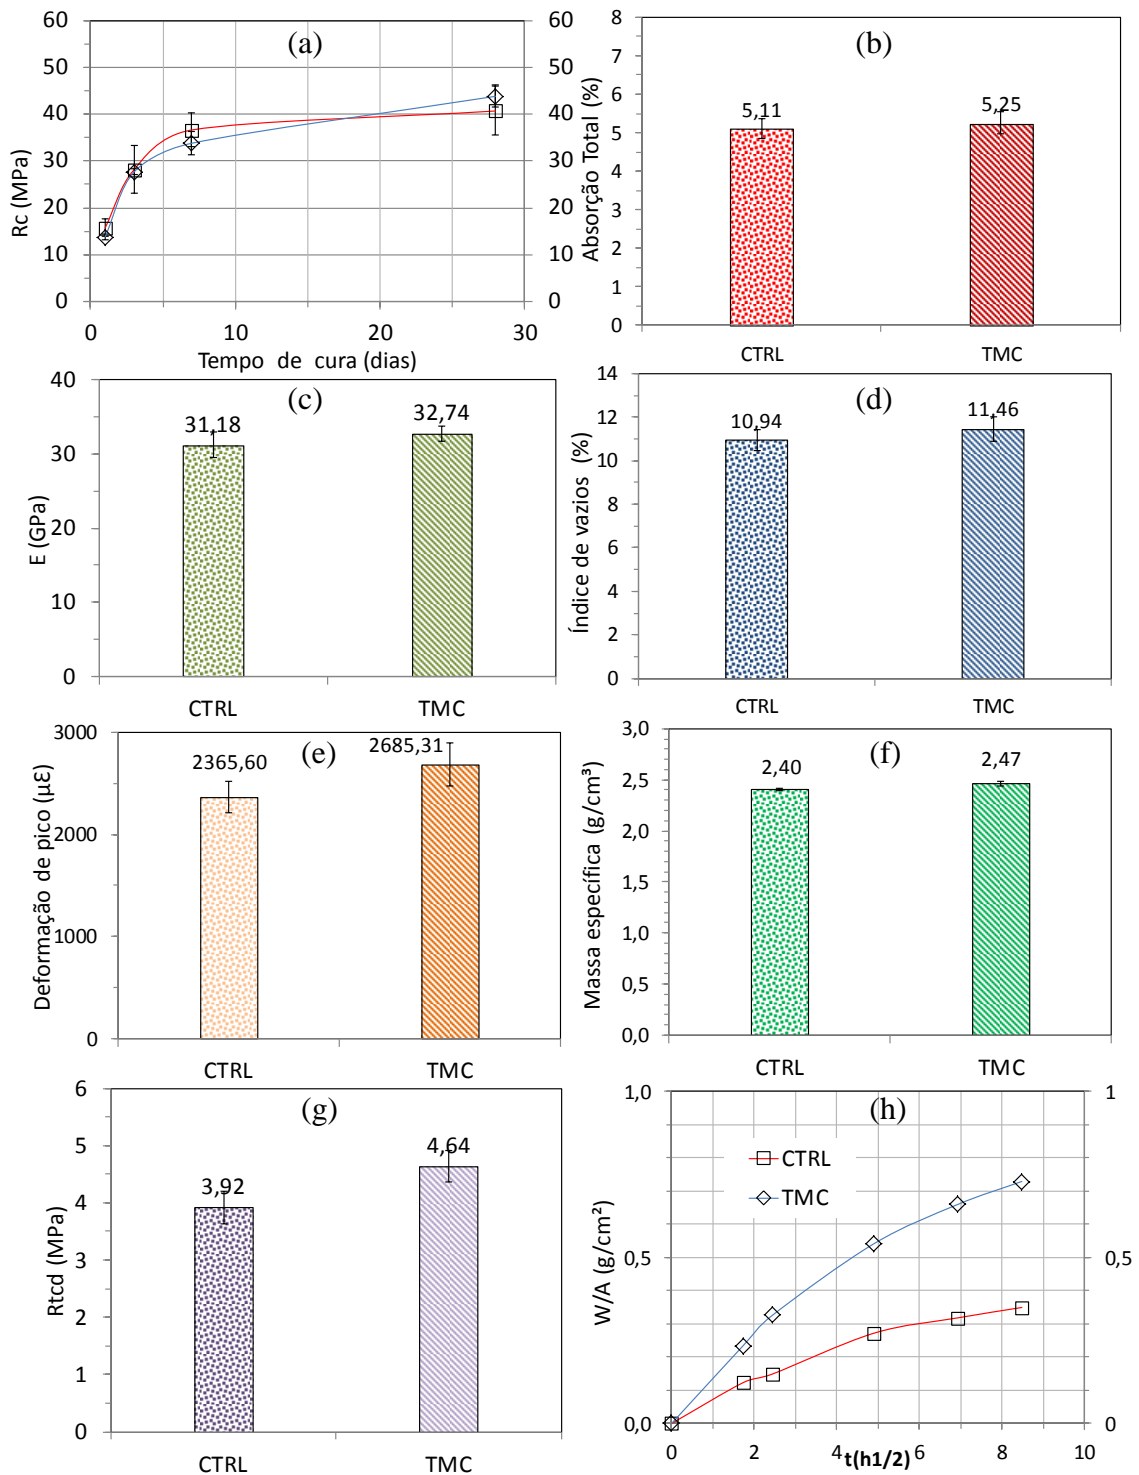 (a)
60
50
40
30
20
10
0
60
50
40
30
20
10
0
0
10
20
30
Rc (MPa)
Tempo de cura (dias)
(b)
8
7
6
5
4
3
2
1
0
Absorção Total (%)
5,11
5,25
CTRL
TMC
(c)
40
30
20
10
0
E (GPa)
31,18
32,74
CTRL
TMC
(d)
14
12
10
8
6
4
2
0
Índice de vazios (%)
10,94
11,46
CTRL
TMC
(e)
3000
2000
1000
0
Deformação de pico (µƐ)
2365,60
2685,31
CTRL
TMC
(f)
3,0
2,5
2,0
1,5
1,0
0,5
0,0
Massa específica (g/cm³)
2,40
2,47
CTRL
TMC
(g)
6
5
4
3
2
1
0
Rtcd (MPa)
3,92
4,64
CTRL
TMC
(h)
1,0
0,5
0,0
1
0,5
0
W/A (g/cm²)
CTRL
TMC
0
2
4
6
8
10
t(h1/2)